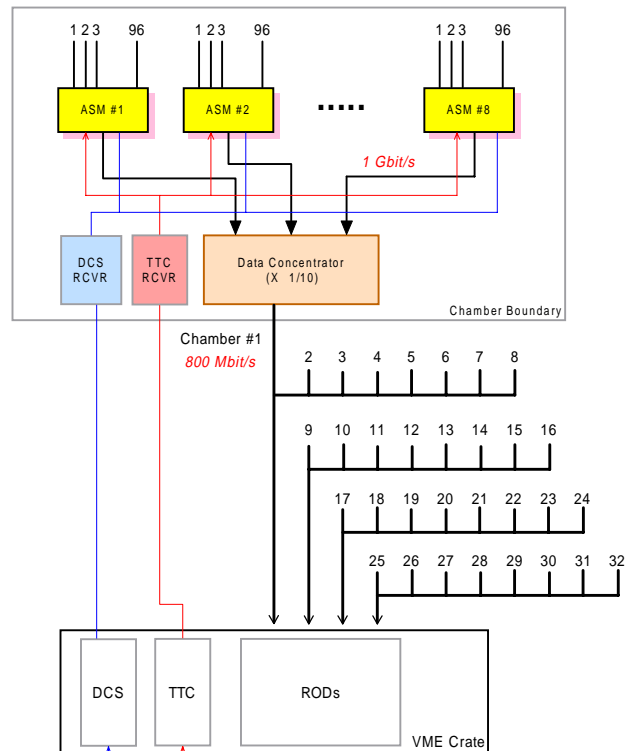 1 2 3 96 1 2 3 96 1 2 3 96
ASM #1 ASM #2 ..... ASM #8
1 Gbit/s
DCS
RCVR
TTC
RCVR
Data Concentrator
(X 1/10)
Chamber Boundary
Chamber #1
800 Mbit/s
2 3 4 5 6 7 8
9 10 11 12 13 14 15 16
17 18 19 20 21 22 23 24
25 26 27 28 29 30 31 32
DCS TTC RODs
VME Crate